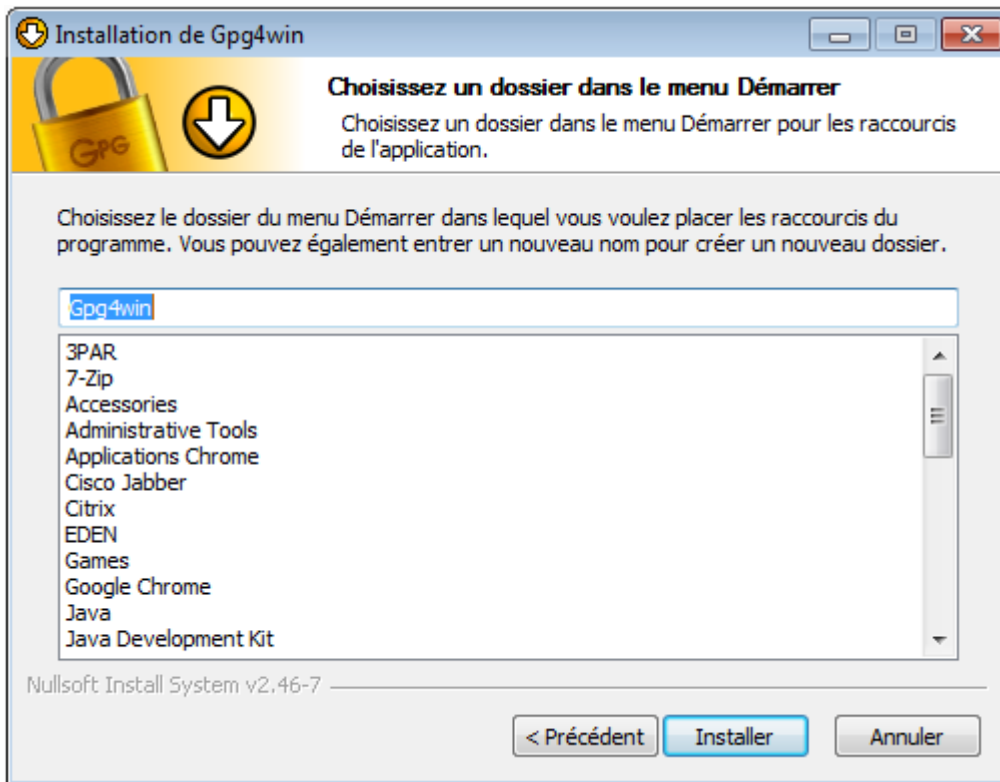 Installation de Gpg4win
GPG
Choisissez un dossier dans le menu Démarrer
Choisissez un dossier dans le menu Démarrer pour les raccourcis
de l'application.
Choisissez le dossier du menu Démarrer dans lequel vous voulez placer les raccourcis du
programme. Vous pouvez également entrer un nouveau nom pour créer un nouveau dossier.
Gpg4win
3PAR
7-Zip
Accessories
Administrative Tools
Applications Chrome
Cisco Jabber
Citrix
EDEN
Games
Google Chrome
Java
Java Development Kit
Nullsoft Install System v2.46-7
< Précédent Installer Annuler